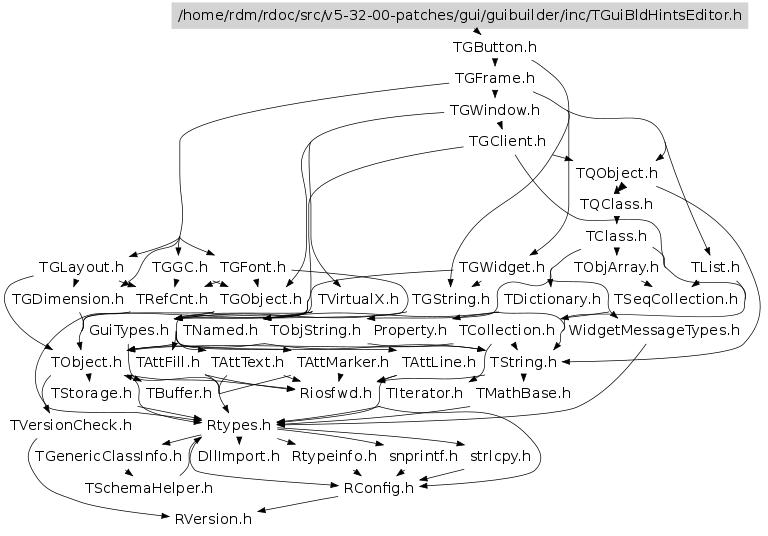 /home/rdm/rdoc/src/v5-32-00-patches/gui/guibuilder/inc/TGuiBldHintsEditor.h
TGButton.h
TGFrame.h
TGWindow.h
TGClient.h
TQObject.h
TQClass.h
TClass.h
TGLayout.h TGGC.h TGFont.h TGWidget.h TObjArray.h TList.h
TGDimension.h TRefCnt.h TGObject.h TVirtualX.h TGString.h TDictionary.h TSeqCollection.h
GuiTypes.h TNamed.h TObjString.h Property.h TCollection.h WidgetMessageTypes.h
TObject.h TAttFill.h TAttText.h TAttMarker.h TAttLine.h TString.h
TStorage.h TBuffer.h Riosfwd.h TIterator.h TMathBase.h
TVersionCheck.h Rtypes.h
TGenericClassInfo.h DllImport.h Rtypeinfo.h snprintf.h strlcpy.h
TSchemaHelper.h RConfig.h
RVersion.h